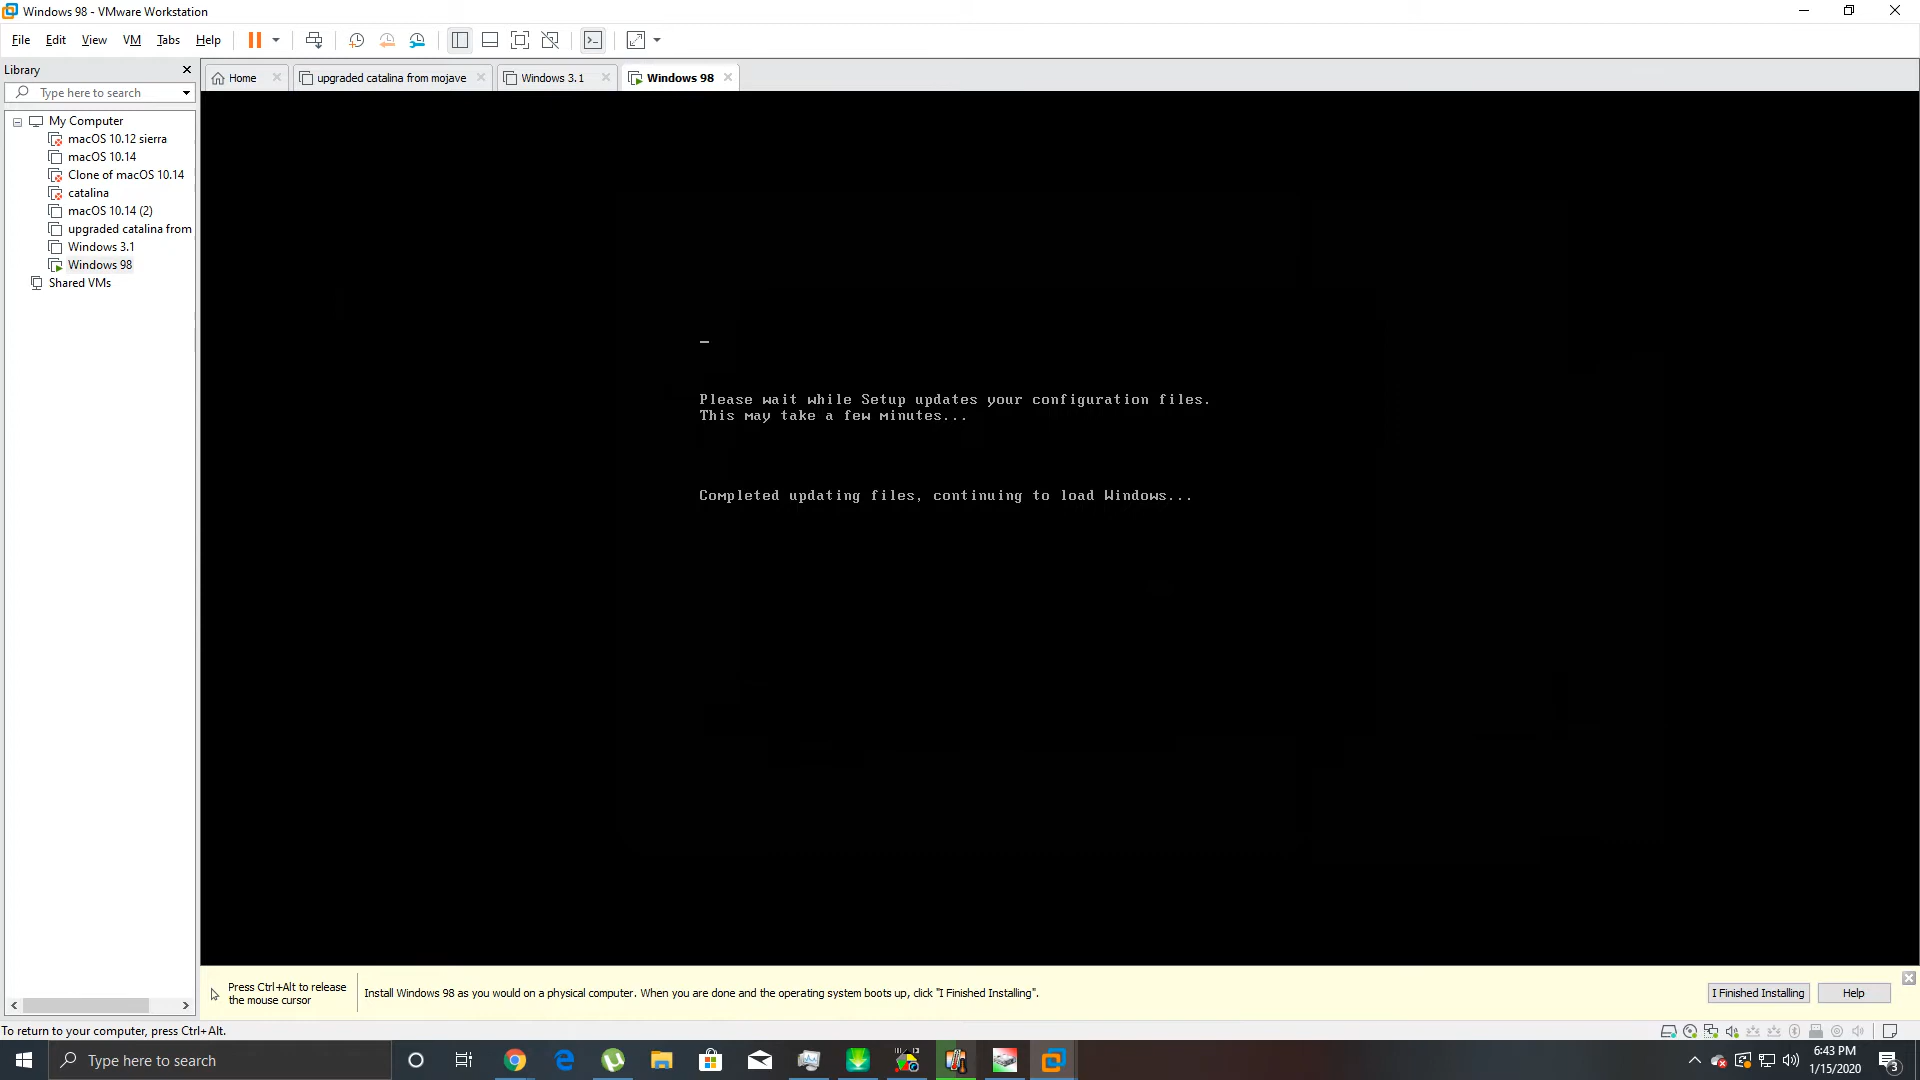 Windows 98 - VMware Workstation
File Edit View VM Tabs Help
Library
Type here to search
Home
upgraded catalina from mojave
Windows 3.1
Windows 98
My Computer
macOS 10.12 sierra
macOS 10.14
Clone of macOS 10.14
catalina
macOS 10.14 (2)
upgraded catalina from
Windows 3.1
Windows 98
Shared VMs
Please wait while Setup updates your configuration files.
This may take a few minutes...
Completed updating files, continuing to load Windows...
Press Ctrl+Alt to release
the mouse cursor
Install Windows 98 as you would on a physical computer. When you are done and the operating system boots up, click "I Finished Installing".
I Finished Installing
Help
To return to your computer, press Ctrl+Alt.
Type here to search
6:43 PM
1/15/2020
3